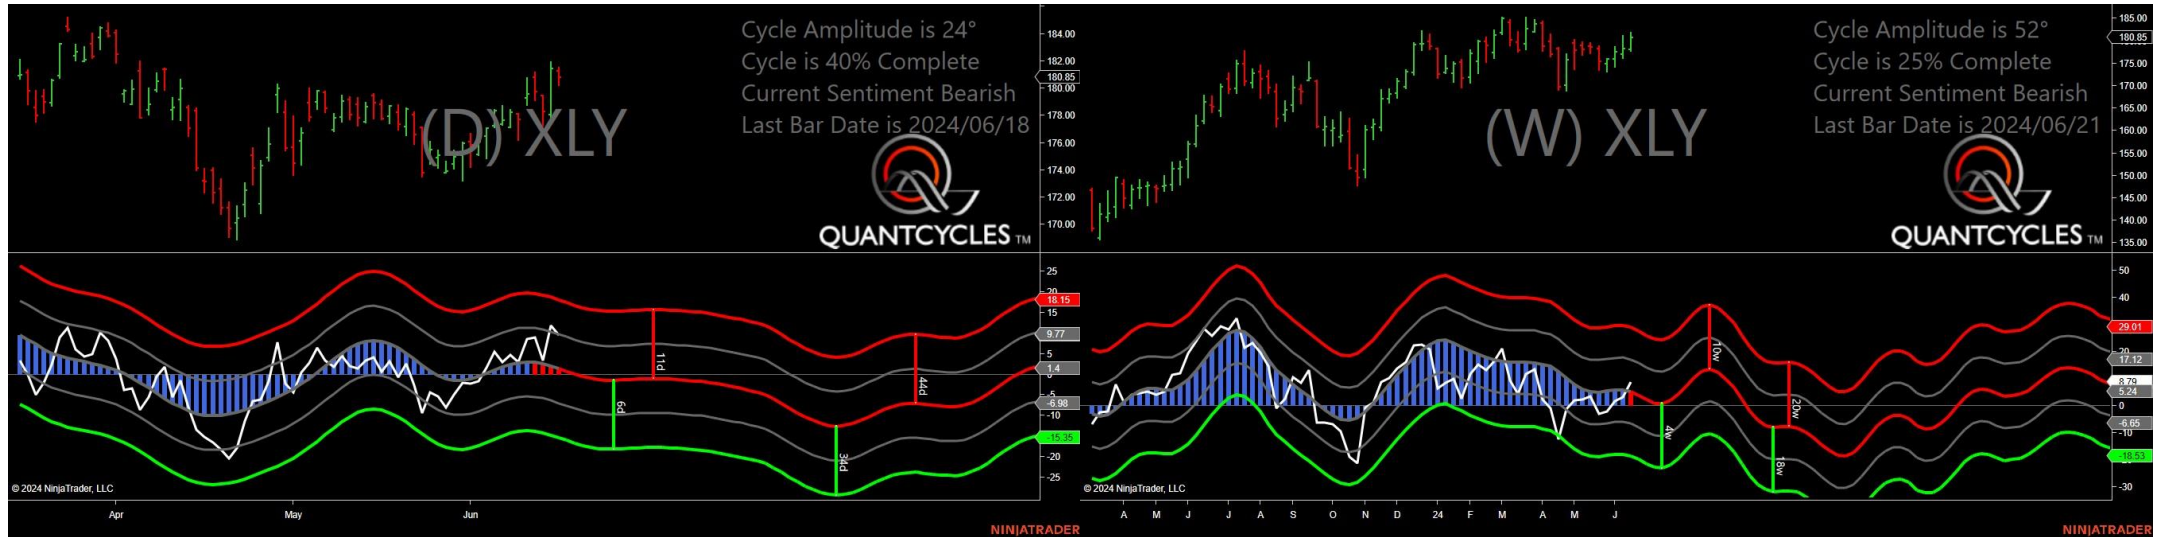 Cycle Amplitude is 24°
Cycle is 40% Complete
Current Sentiment Bearish
Last Bar Date is 2024/06/18
(D) XLY
QUANTCYCLES TM
184.00
182.00
180.85
180.00
178.00
176.00
174.00
172.00
170.00
25
20
18.15
15
9.77
5
1.4
-5
-6.98
-10
-15.35
-20
-25
11d
6d
44d
34d
© 2024 NinjaTrader, LLC
Apr May Jun
NINJATRADER
Cycle Amplitude is 52°
Cycle is 25% Complete
Current Sentiment Bearish
Last Bar Date is 2024/06/21
(W) XLY
QUANTCYCLES TM
185.00
180.85
175.00
170.00
165.00
160.00
155.00
150.00
145.00
140.00
135.00
50
40
29.01
20
17.12
8.79
5.24
0
-6.65
-10
-18.53
-30
10w
4w
20w
18w
© 2024 NinjaTrader, LLC
A M J J A S O N D 24 F M A M J
NINJATRADER